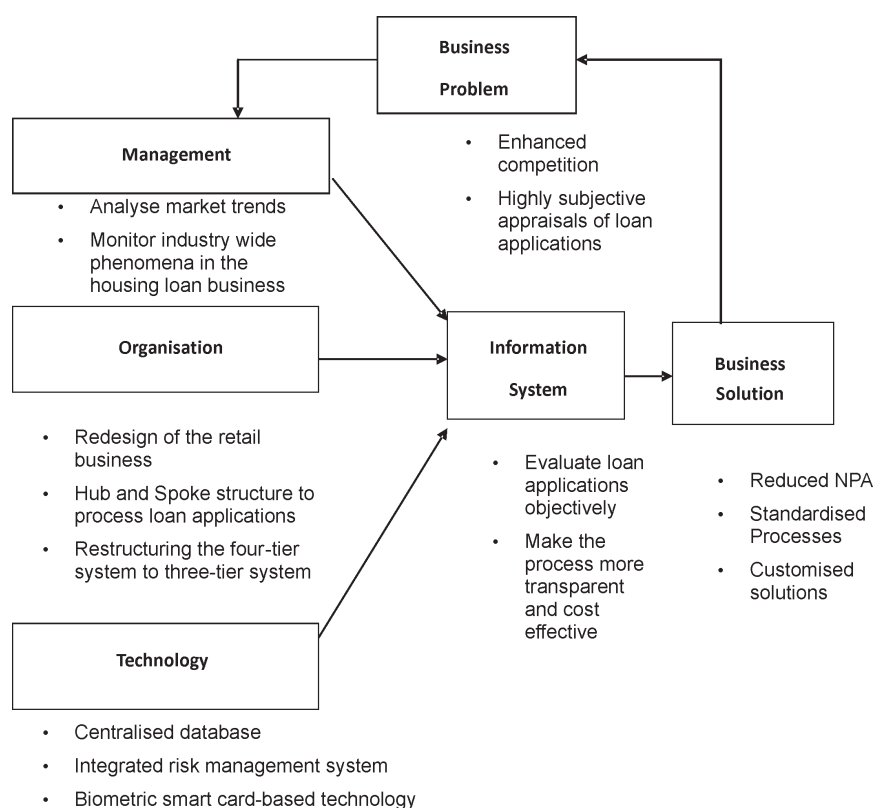 Business
Problem
• Enhanced
competition
• Highly subjective
appraisals of loan
applications
Management
• Analyse market trends
• Monitor industry wide
phenomena in the
housing loan business
Organisation
• Redesign of the retail
business
• Hub and Spoke structure to
process loan applications
• Restructuring the four-tier
system to three-tier system
Technology
• Centralised database
• Integrated risk management system
• Biometric smart card-based technology
Information
System
• Evaluate loan
applications
objectively
• Make the
process more
transparent
and cost
effective
Business
Solution
• Reduced NPA
• Standardised
Processes
• Customised
solutions